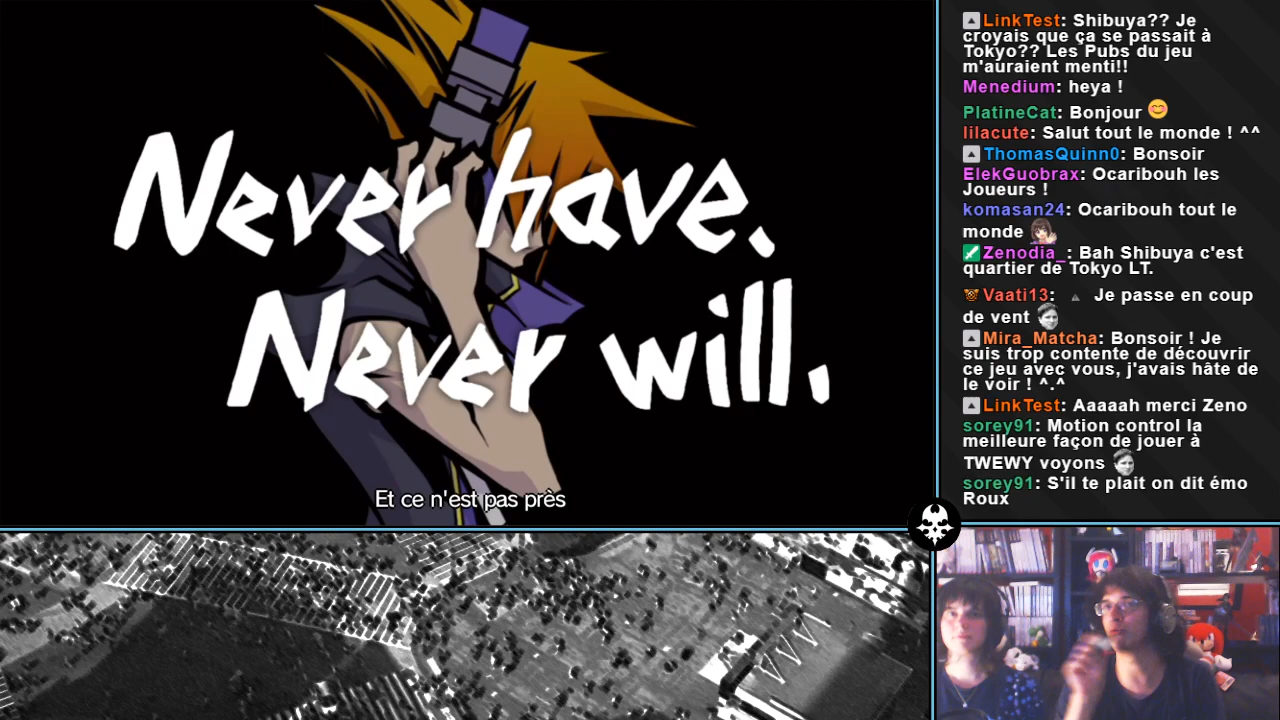 Never have.
Never will.
Et ce n'est pas près
LinkTest: Shibuya?? Je
croyais que ça se passait à
Tokyo?? Les Pubs du jeu
m'auraient menti!!
Menedium: heya !
PlatineCat: Bonjour
lilacute: Salut tout le monde ! ^^
ThomasQuinn0: Bonsoir
ElekGuobrax: Ocaribouh les
Joueurs !
komasan24: Ocaribouh tout le
monde
Zenodia_: Bah Shibuya c'est
quartier de Tokyo LT.
Vaati13: Je passe en coup
de vent
Mira_Matcha: Bonsoir ! Je
suis trop contente de découvrir
ce jeu avec vous, j'avais hâte de
le voir ! ^.^
LinkTest: Aaaaah merci Zeno
sorey91: Motion control la
meilleure façon de jouer à
TWEWY voyons
sorey91: S'il te plait on dit émo
Roux